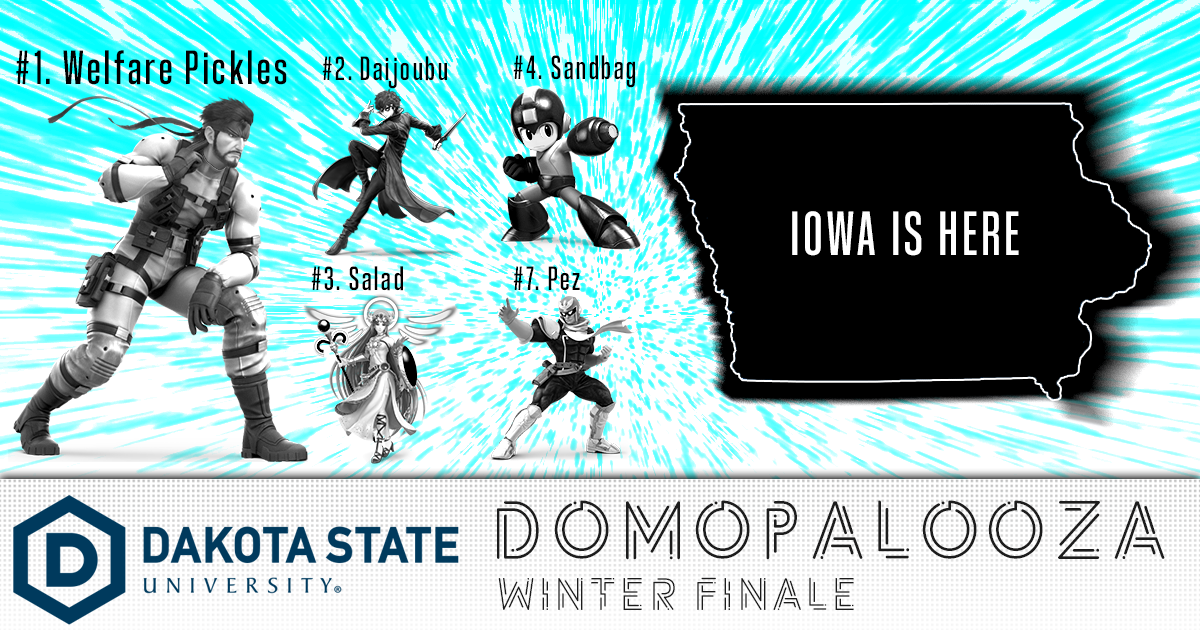 #1. Welfare Pickles
#2. Daijoubu
#4. Sandbag
#3. Salad
#7. Pez
IOWA IS HERE
D
DAKOTA STATE
UNIVERSITY®
DOMOPALOOZA
WINTER FINALE